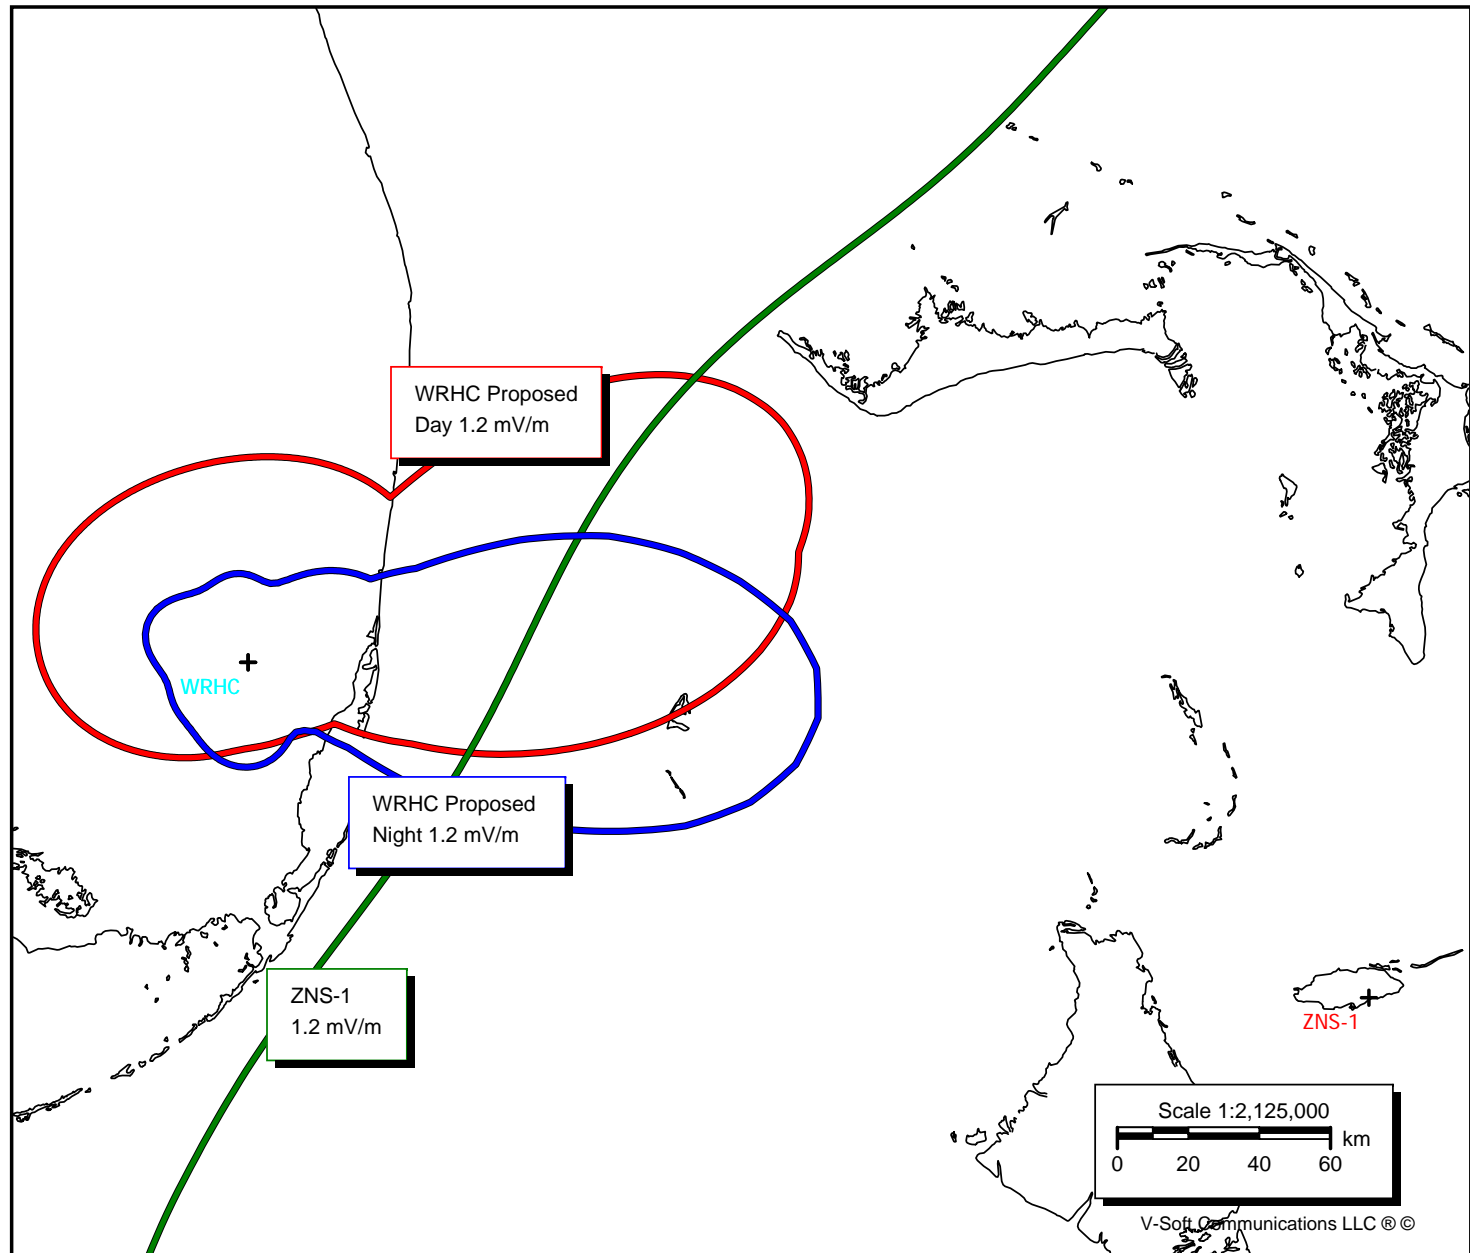 WRHC Proposed
Day 1.2 mV/m
WRHC
WRHC Proposed
Night 1.2 mV/m
ZNS-1
1.2 mV/m
ZNS-1
Scale 1:2,125,000
km
0 20 40 60
V-Soft Communications LLC ® ©